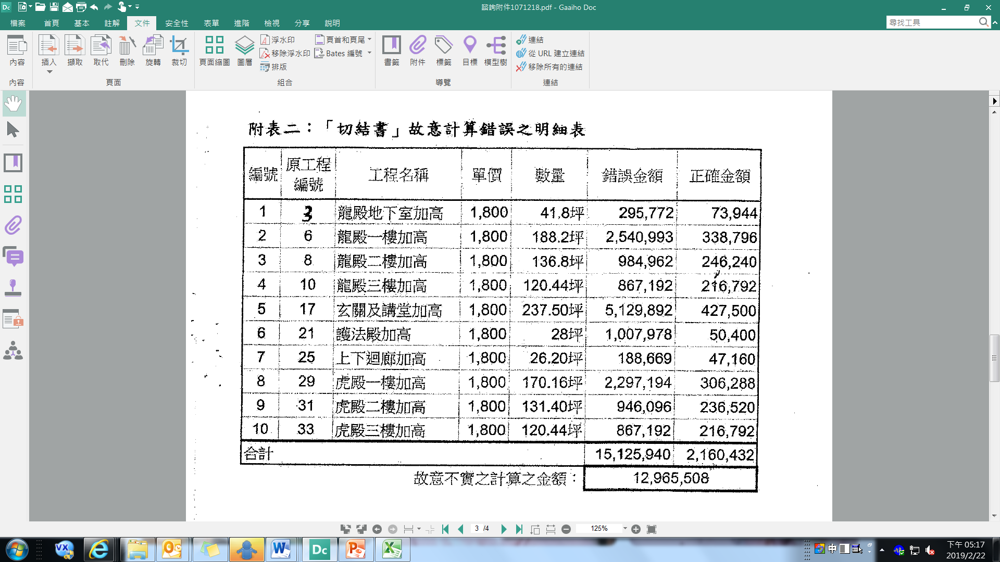 諮詢附件1071218.pdf - Gaaiho Doc
檔案 首頁 基本 註解 文件 安全性 表單 進階 檢視 分享 說明
尋找工具
內容 插入 擷取 取代 刪除 旋轉 裁切 頁面縮圖 圖層 浮水印 頁首和頁尾 書籤 附件 標籤 目標 模型樹 連結
移除浮水印 Bates 編號 從 URL 建立連結
排版 移除所有的連結
內容 頁面 組合 導覽 連結
附表二：「切結書」故意計算錯誤之明細表
編號 原工程編號 工程名稱 單價 數量 錯誤金額 正確金額
1 3 龍殿地下室加高 1,800 41.8坪 295,772 73,944
2 6 龍殿一樓加高 1,800 188.2坪 2,540,993 338,796
3 8 龍殿二樓加高 1,800 136.8坪 984,962 246,240
4 10 龍殿三樓加高 1,800 120.44坪 867,192 216,792
5 17 玄關及講堂加高 1,800 237.50坪 5,129,892 427,500
6 21 護法殿加高 1,800 28坪 1,007,978 50,400
7 25 上下迴廊加高 1,800 26.20坪 188,669 47,160
8 29 虎殿一樓加高 1,800 170.16坪 2,297,194 306,288
9 31 虎殿二樓加高 1,800 131.40坪 946,096 236,520
10 33 虎殿三樓加高 1,800 120.44坪 867,192 216,792
合計 15,125,940 2,160,432
故意不實之計算之金額： 12,965,508
3 /4 125%
中
下午 05:17
2019/2/22